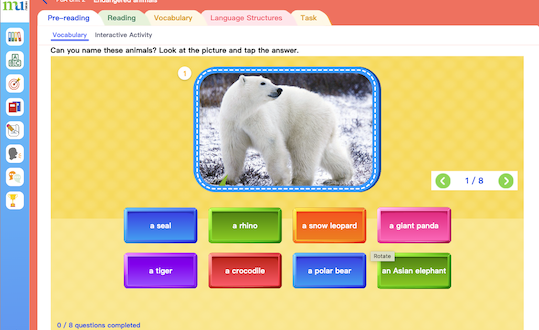 Endangered animals
Pre-reading
Reading
Vocabulary
Language Structures
Task
Vocabulary
Interactive Activity
Can you name these animals? Look at the picture and tap the answer.
1
1 / 8
a seal
a rhino
a snow leopard
a giant panda
Rotate
a tiger
a crocodile
a polar bear
an Asian elephant
0 / 8 questions completed